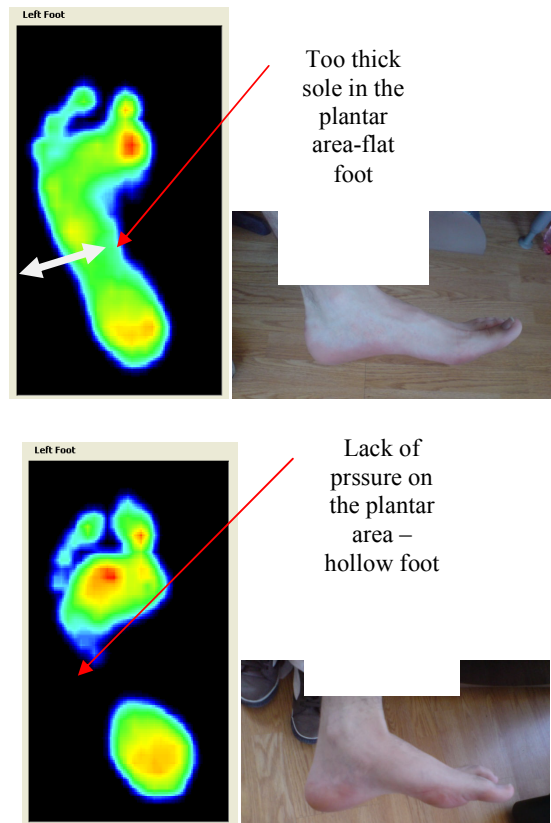 Left Foot
Too thick
sole in the
plantar
area-flat
foot
Left Foot
Lack of
prssure on
the plantar
area –
hollow foot